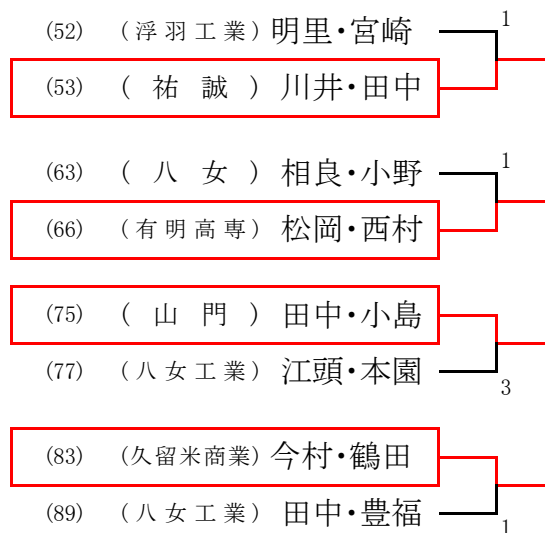 (52) (浮羽工業) 明里・宮崎 1
(53) (祐誠) 川井・田中
(63) (八女) 相良・小野 1
(66) (有明高専) 松岡・西村
(75) (山門) 田中・小島
(77) (八女工業) 江頭・本園 3
(83) (久留米商業) 今村・鶴田
(89) (八女工業) 田中・豊福 1